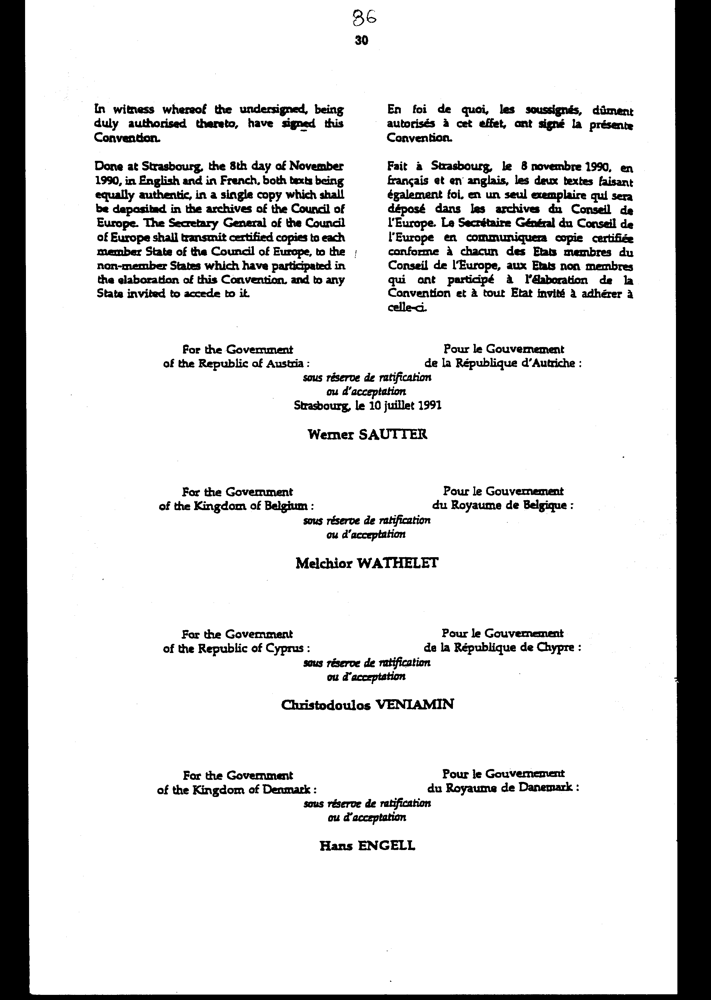 86
30
In witness whereof the undersigned, being
duly authorised thereto, have signed this
Convention.
Done at Strasbourg, the 8th day of November
1990, in English and in French, both texts being
equally authentic, in a single copy which shall
be deposited in the archives of the Council of
Europe. The Secretary General of the Council
of Europe shall transmit certified copies to each
member State of the Council of Europe, to the
non-member States which have participated in
the elaboration of this Convention, and to any
State invited to accede to it.
En foi de quoi, les soussignés, dûment
autorisés à cet effet, ont signé la présente
Convention.
Fait à Strasbourg, le 8 novembre 1990, en
français et en anglais, les deux textes faisant
également foi, en un seul exemplaire qui sera
déposé dans les archives du Conseil de
l'Europe. Le Secrétaire Général du Conseil de
l'Europe en communiquera copie certifiée
conforme à chacun des Etats membres du
Conseil de l'Europe, aux Etats non membres
qui ont participé à l'élaboration de la
Convention et à tout Etat invité à adhérer à
celle-ci.
For the Government
of the Republic of Austria :
Pour le Gouvernement
de la République d'Autriche :
sous réserve de ratification
ou d'acceptation
Strasbourg, le 10 juillet 1991
Werner SAUTTER
For the Government
of the Kingdom of Belgium :
Pour le Gouvernement
du Royaume de Belgique :
sous réserve de ratification
ou d'acceptation
Melchior WATHELET
For the Government
of the Republic of Cyprus :
Pour le Gouvernement
de la République de Chypre :
sous réserve de ratification
ou d'acceptation
Christodoulos VENIAMIN
For the Government
of the Kingdom of Denmark :
Pour le Gouvernement
du Royaume de Danemark :
sous réserve de ratification
ou d'acceptation
Hans ENGELL